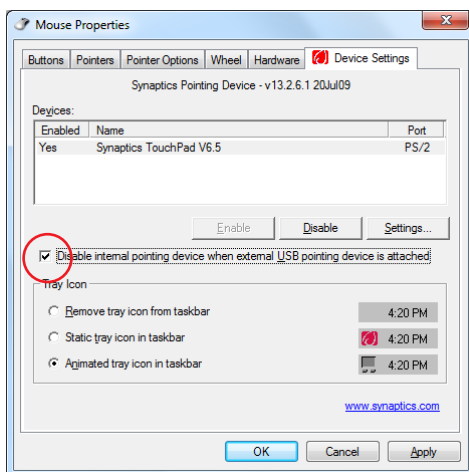 Mouse Properties
Buttons Pointers Pointer Options Wheel Hardware Device Settings
Synaptics Pointing Device - v13.2.6.1 20Jul09
Devices:
Enabled Name Port
Yes Synaptics TouchPad V6.5 PS/2
Enable Disable Settings...
Disable internal pointing device when external USB pointing device is attached
Tray Icon
Remove tray icon from taskbar 4:20 PM
Static tray icon in taskbar 4:20 PM
Animated tray icon in taskbar 4:20 PM
www.synaptics.com
OK Cancel Apply